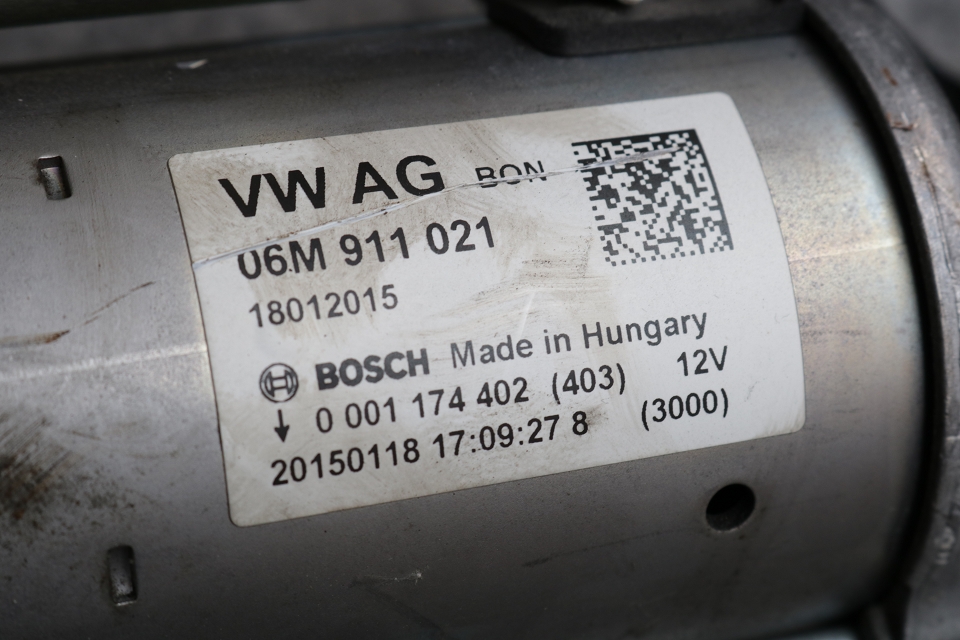 VW AG BON
06M 911 021
18012015
BOSCH Made in Hungary
0 001 174 402 (403) 12V
20150118 17:09:27 8 (3000)